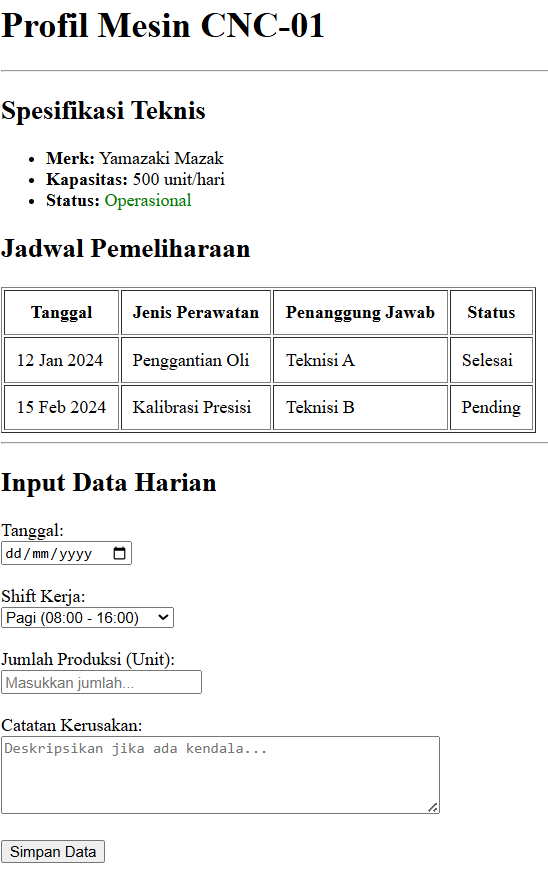 Profil Mesin CNC-01
Spesifikasi Teknis
Merk: Yamazaki Mazak
Kapasitas: 500 unit/hari
Status: Operasional
Jadwal Pemeliharaan
Tanggal Jenis Perawatan Penanggung Jawab Status
12 Jan 2024 Penggantian Oli Teknisi A Selesai
15 Feb 2024 Kalibrasi Presisi Teknisi B Pending
Input Data Harian
Tanggal:
dd/mm/yyyy
Shift Kerja:
Pagi (08:00 - 16:00)
Jumlah Produksi (Unit):
Masukkan jumlah...
Catatan Kerusakan:
Deskripsikan jika ada kendala...
Simpan Data